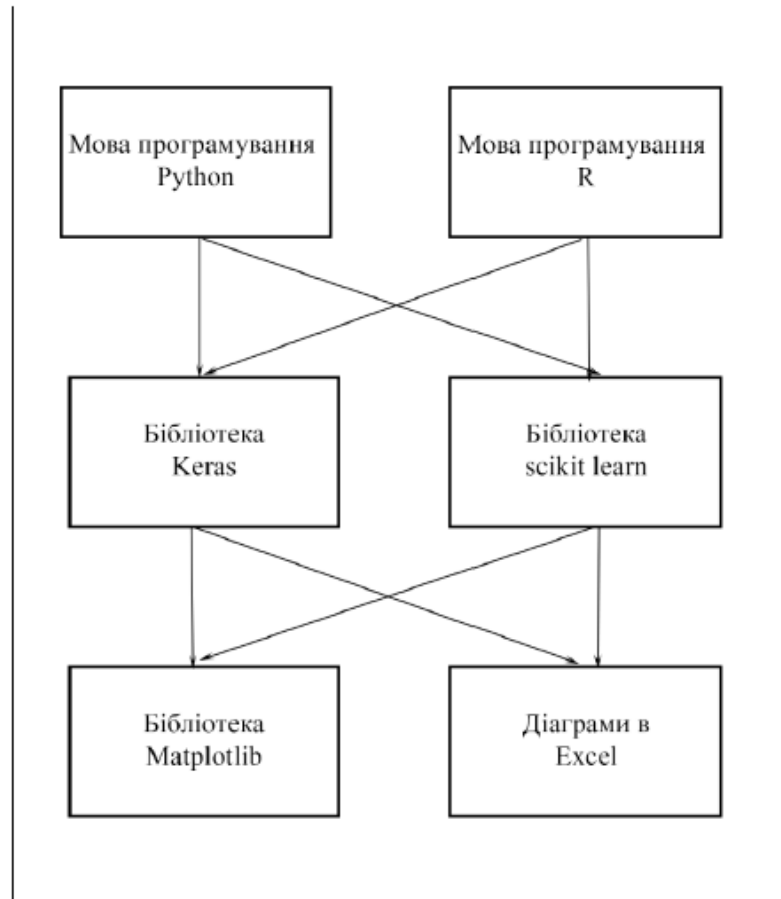 Мова програмування
Python
Мова програмування
R
Бібліотека
Keras
Бібліотека
scikit learn
Бібліотека
Matplotlib
Діаграми в
Excel